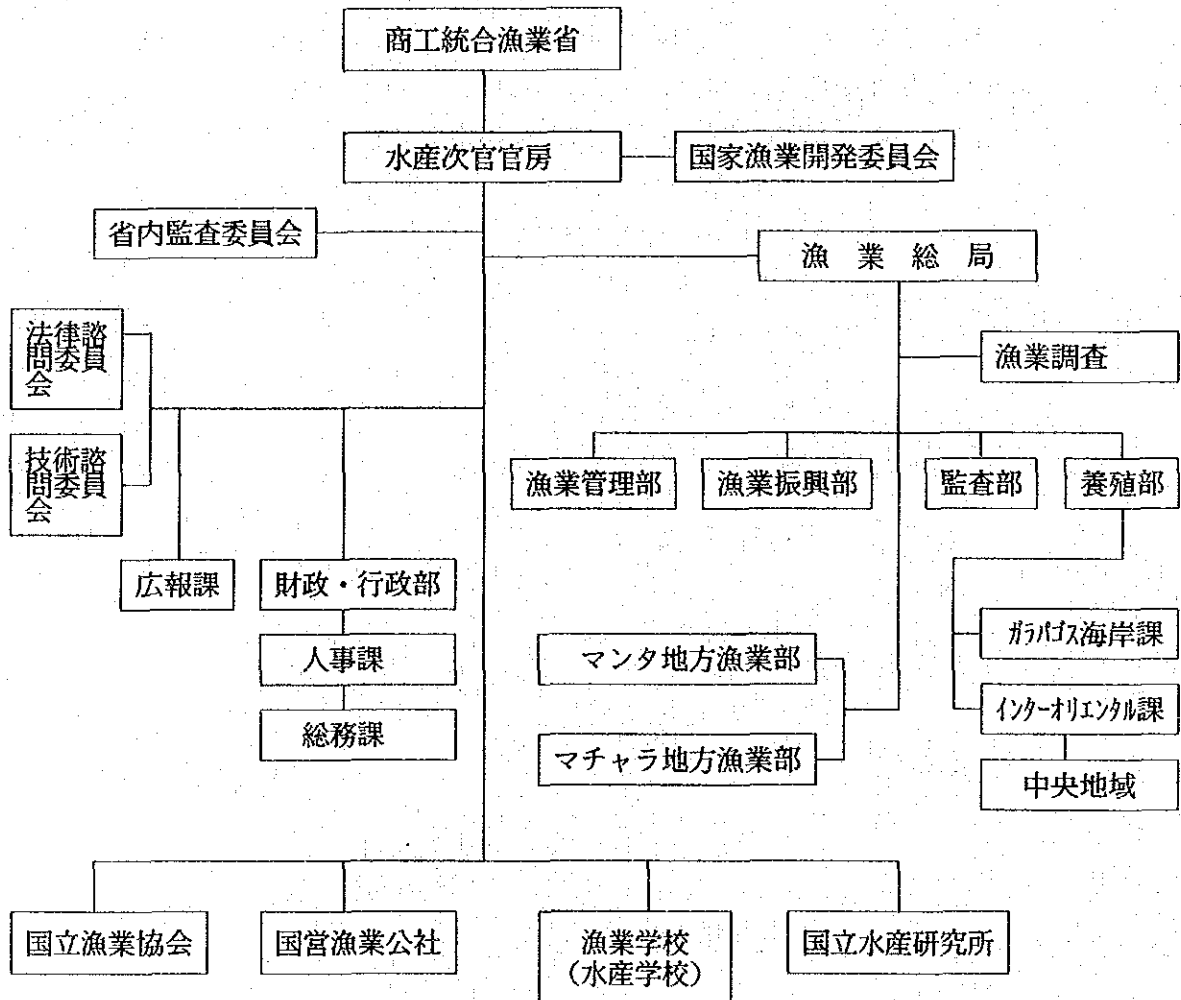 商工統合漁業省
水産次官官房
国家漁業開発委員会
省内監査委員会
漁業総局
法律諮
問委員
会
漁業調査
技術諮
問委員
会
漁業管理部
漁業振興部
監査部
養殖部
広報課
財政・行政部
ガラパゴス海岸課
人事課
マンタ地方漁業部
インターオリエンタル課
総務課
マチャラ地方漁業部
中央地域
国立漁業協会
国営漁業公社
漁業学校
（水産学校）
国立水産研究所